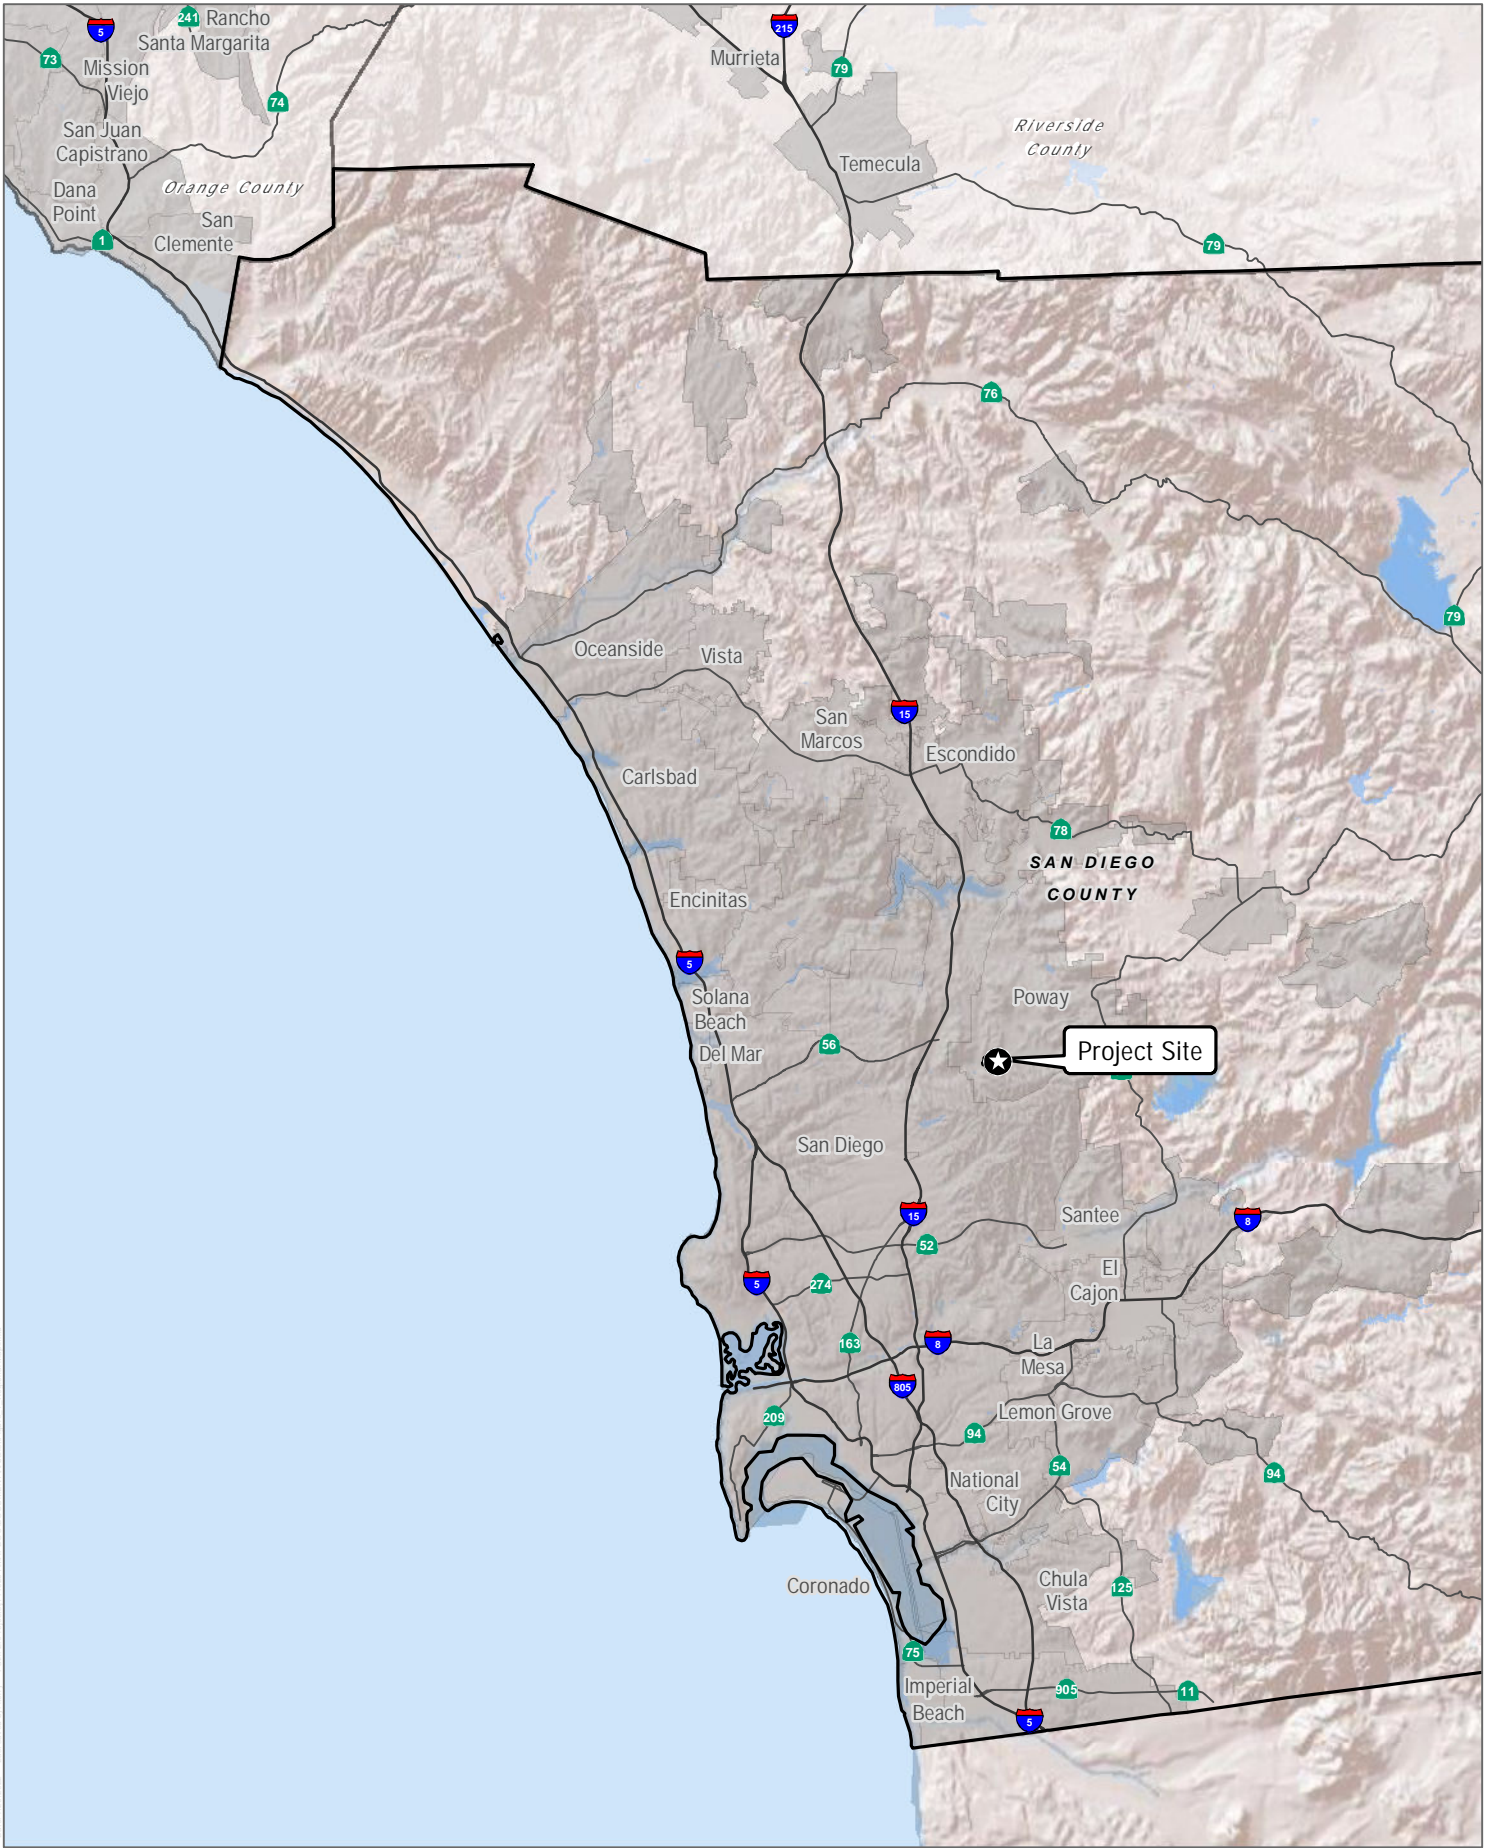 241
Rancho
Santa Margarita
5
73
Mission
Viejo
74
San Juan
Capistrano
Dana
Point
Orange County
San
Clemente
1
215
Murrieta
79
Temecula
Riverside
County
79
76
79
Oceanside
Vista
San
Marcos
15
Escondido
Carlsbad
78
SAN DIEGO
COUNTY
Encinitas
5
Solana
Beach
Poway
Del Mar
56
Project Site
San Diego
15
Santee
8
52
5
274
El
Cajon
163
8
La
Mesa
805
209
Lemon Grove
94
54
94
National
City
Coronado
Chula
Vista
125
75
Imperial
Beach
905
11
5